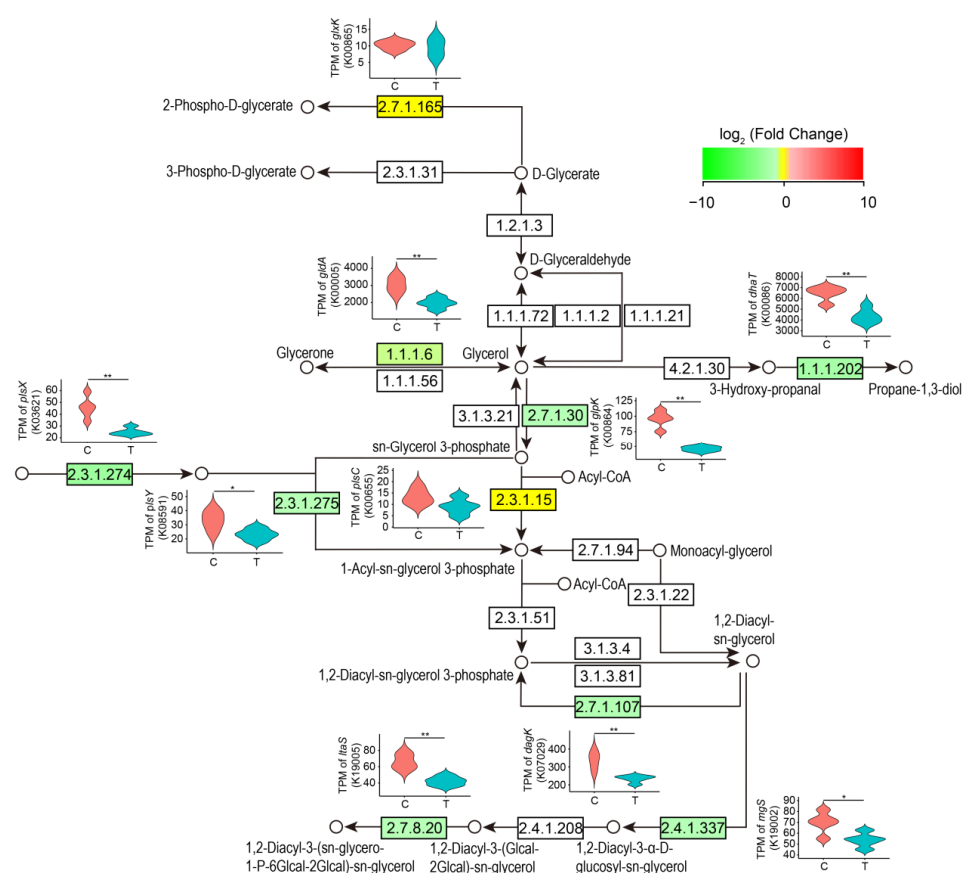 TPM of glxK
(K00865)
15
10
5
C T
2-Phospho-D-glycerate
2.7.1.165
log2 (Fold Change)
−10 0 10
3-Phospho-D-glycerate
2.3.1.31
D-Glycerate
1.2.1.3
D-Glyceraldehyde
TPM of gldA
(K00005)
4000
3000
2000
**
C T
1.1.1.72
1.1.1.2
1.1.1.21
TPM of dhaT
(K00086)
8000
7000
6000
5000
4000
3000
**
C T
Glycerone
1.1.1.6
1.1.1.56
Glycerol
4.2.1.30
3-Hydroxy-propanal
1.1.1.202
Propane-1,3-diol
TPM of plsX
(K03621)
60
50
40
30
20
**
C T
3.1.3.21
2.7.1.30
TPM of glpK
(K00864)
125
100
75
50
**
C T
sn-Glycerol 3-phosphate
2.3.1.274
Acyl-CoA
TPM of plsY
(K08591)
50
40
30
20
*
C T
2.3.1.275
TPM of plsC
(K00655)
25
20
15
10
5
0
C T
2.3.1.15
1-Acyl-sn-glycerol 3-phosphate
2.7.1.94
Monoacyl-glycerol
Acyl-CoA
2.3.1.22
2.3.1.51
1,2-Diacyl-
sn-glycerol
1,2-Diacyl-sn-glycerol 3-phosphate
3.1.3.4
3.1.3.81
2.7.1.107
TPM of ltaS
(K19005)
80
60
40
**
C T
TPM of dagK
(K07029)
400
300
200
**
C T
TPM of mgS
(K19002)
90
80
70
60
50
40
*
C T
2.7.8.20
2.4.1.208
2.4.1.337
1,2-Diacyl-3-(sn-glycero-
1-P-6Glcal-2Glcal)-sn-glycerol
1,2-Diacyl-3-(Glcal-
2Glcal)-sn-glycerol
1,2-Diacyl-3-α-D-
glucosyl-sn-glycerol